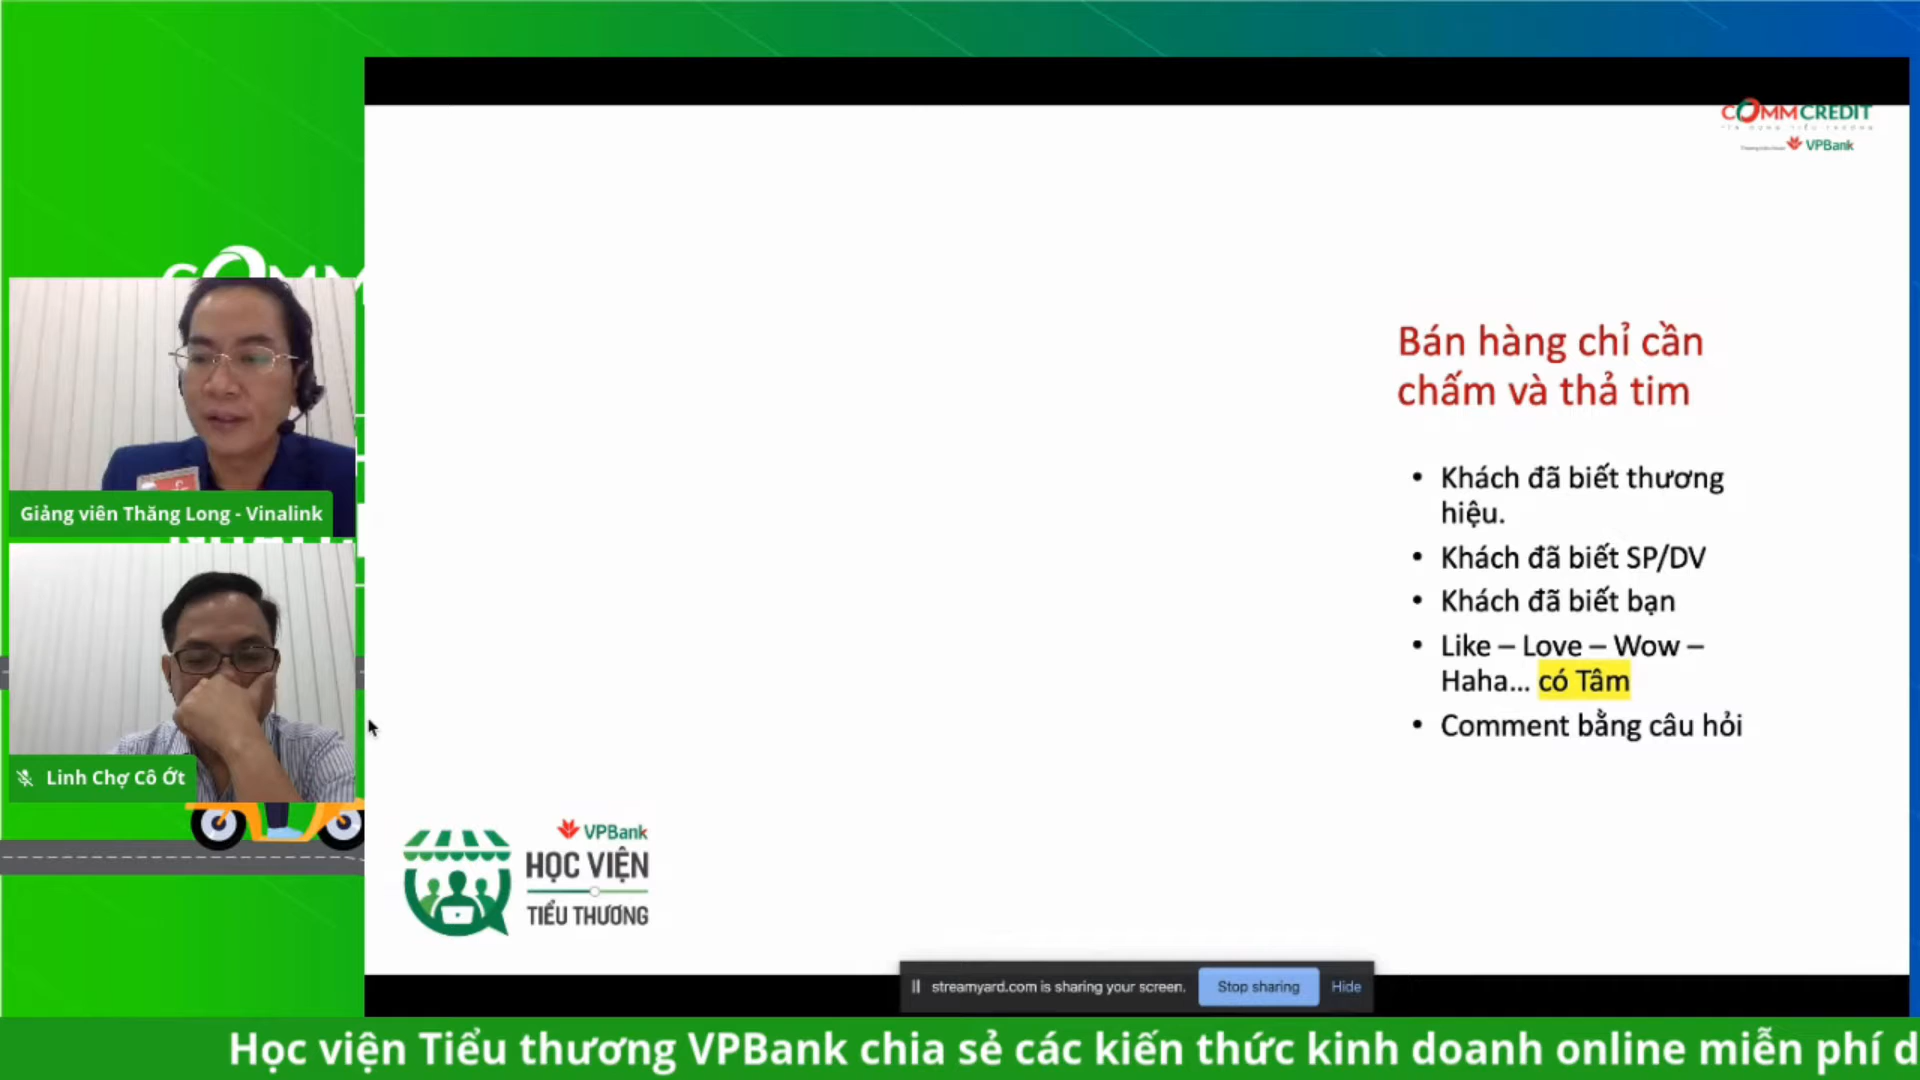 COMMCREDIT
VPBank
Bán hàng chỉ cần
chấm và thả tim
• Khách đã biết thương
hiệu.
• Khách đã biết SP/DV
• Khách đã biết bạn
• Like – Love – Wow –
Haha... có Tâm
• Comment bằng câu hỏi
Giảng viên Thăng Long - Vinalink
Linh Chợ Cô Ớt
VPBank
HỌC VIỆN
TIỂU THƯƠNG
streamyard.com is sharing your screen.
Stop sharing
Hide
Học viện Tiểu thương VPBank chia sẻ các kiến thức kinh doanh online miễn phí d